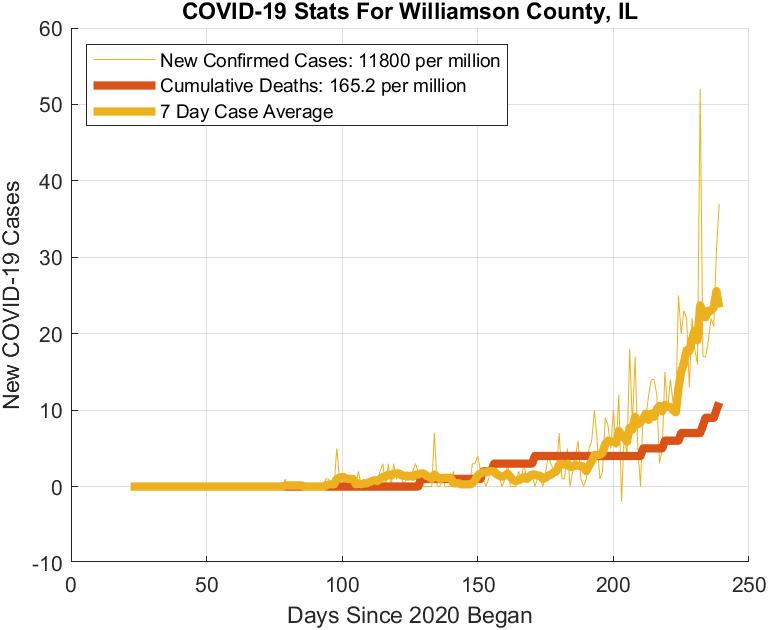 COVID-19 Stats For Williamson County, IL
New Confirmed Cases: 11800 per million
Cumulative Deaths: 165.2 per million
7 Day Case Average
New COVID-19 Cases
60
50
40
30
20
10
0
-10
0 50 100 150 200 250
Days Since 2020 Began